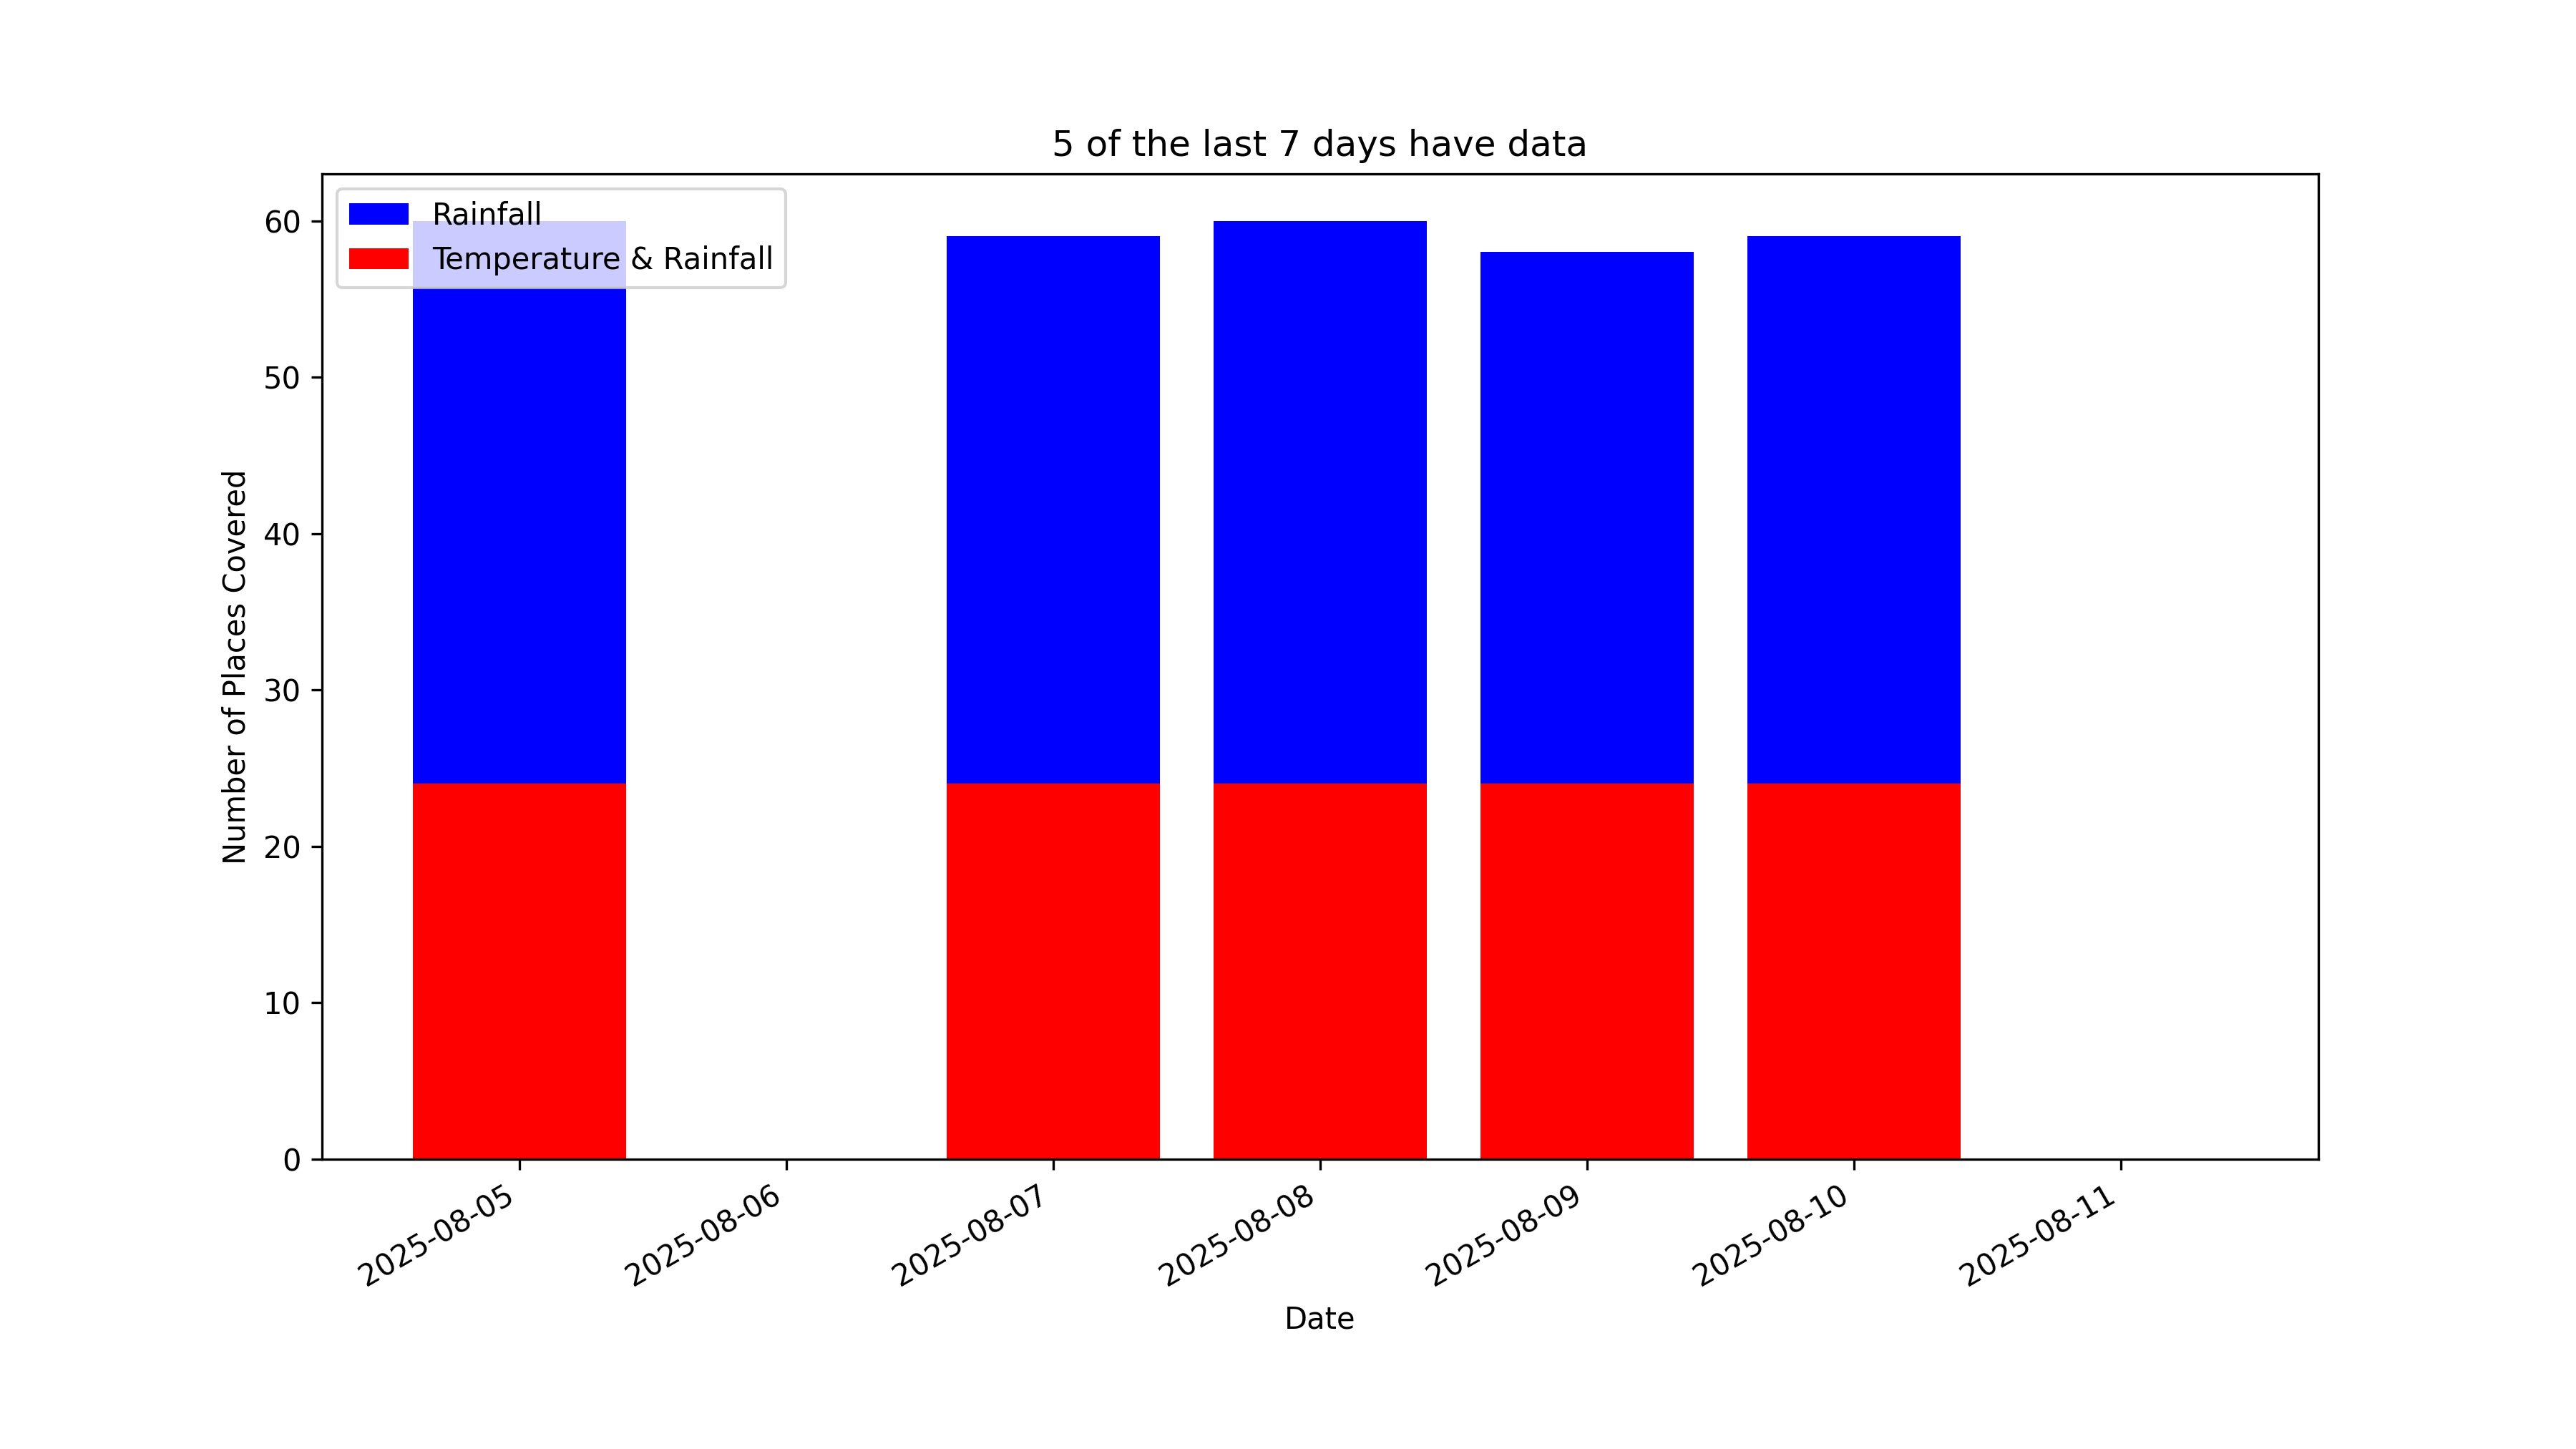 5 of the last 7 days have data
Rainfall
Temperature & Rainfall
60
50
40
30
20
10
0
Number of Places Covered
2025-08-05
2025-08-06
2025-08-07
2025-08-08
2025-08-09
2025-08-10
2025-08-11
Date